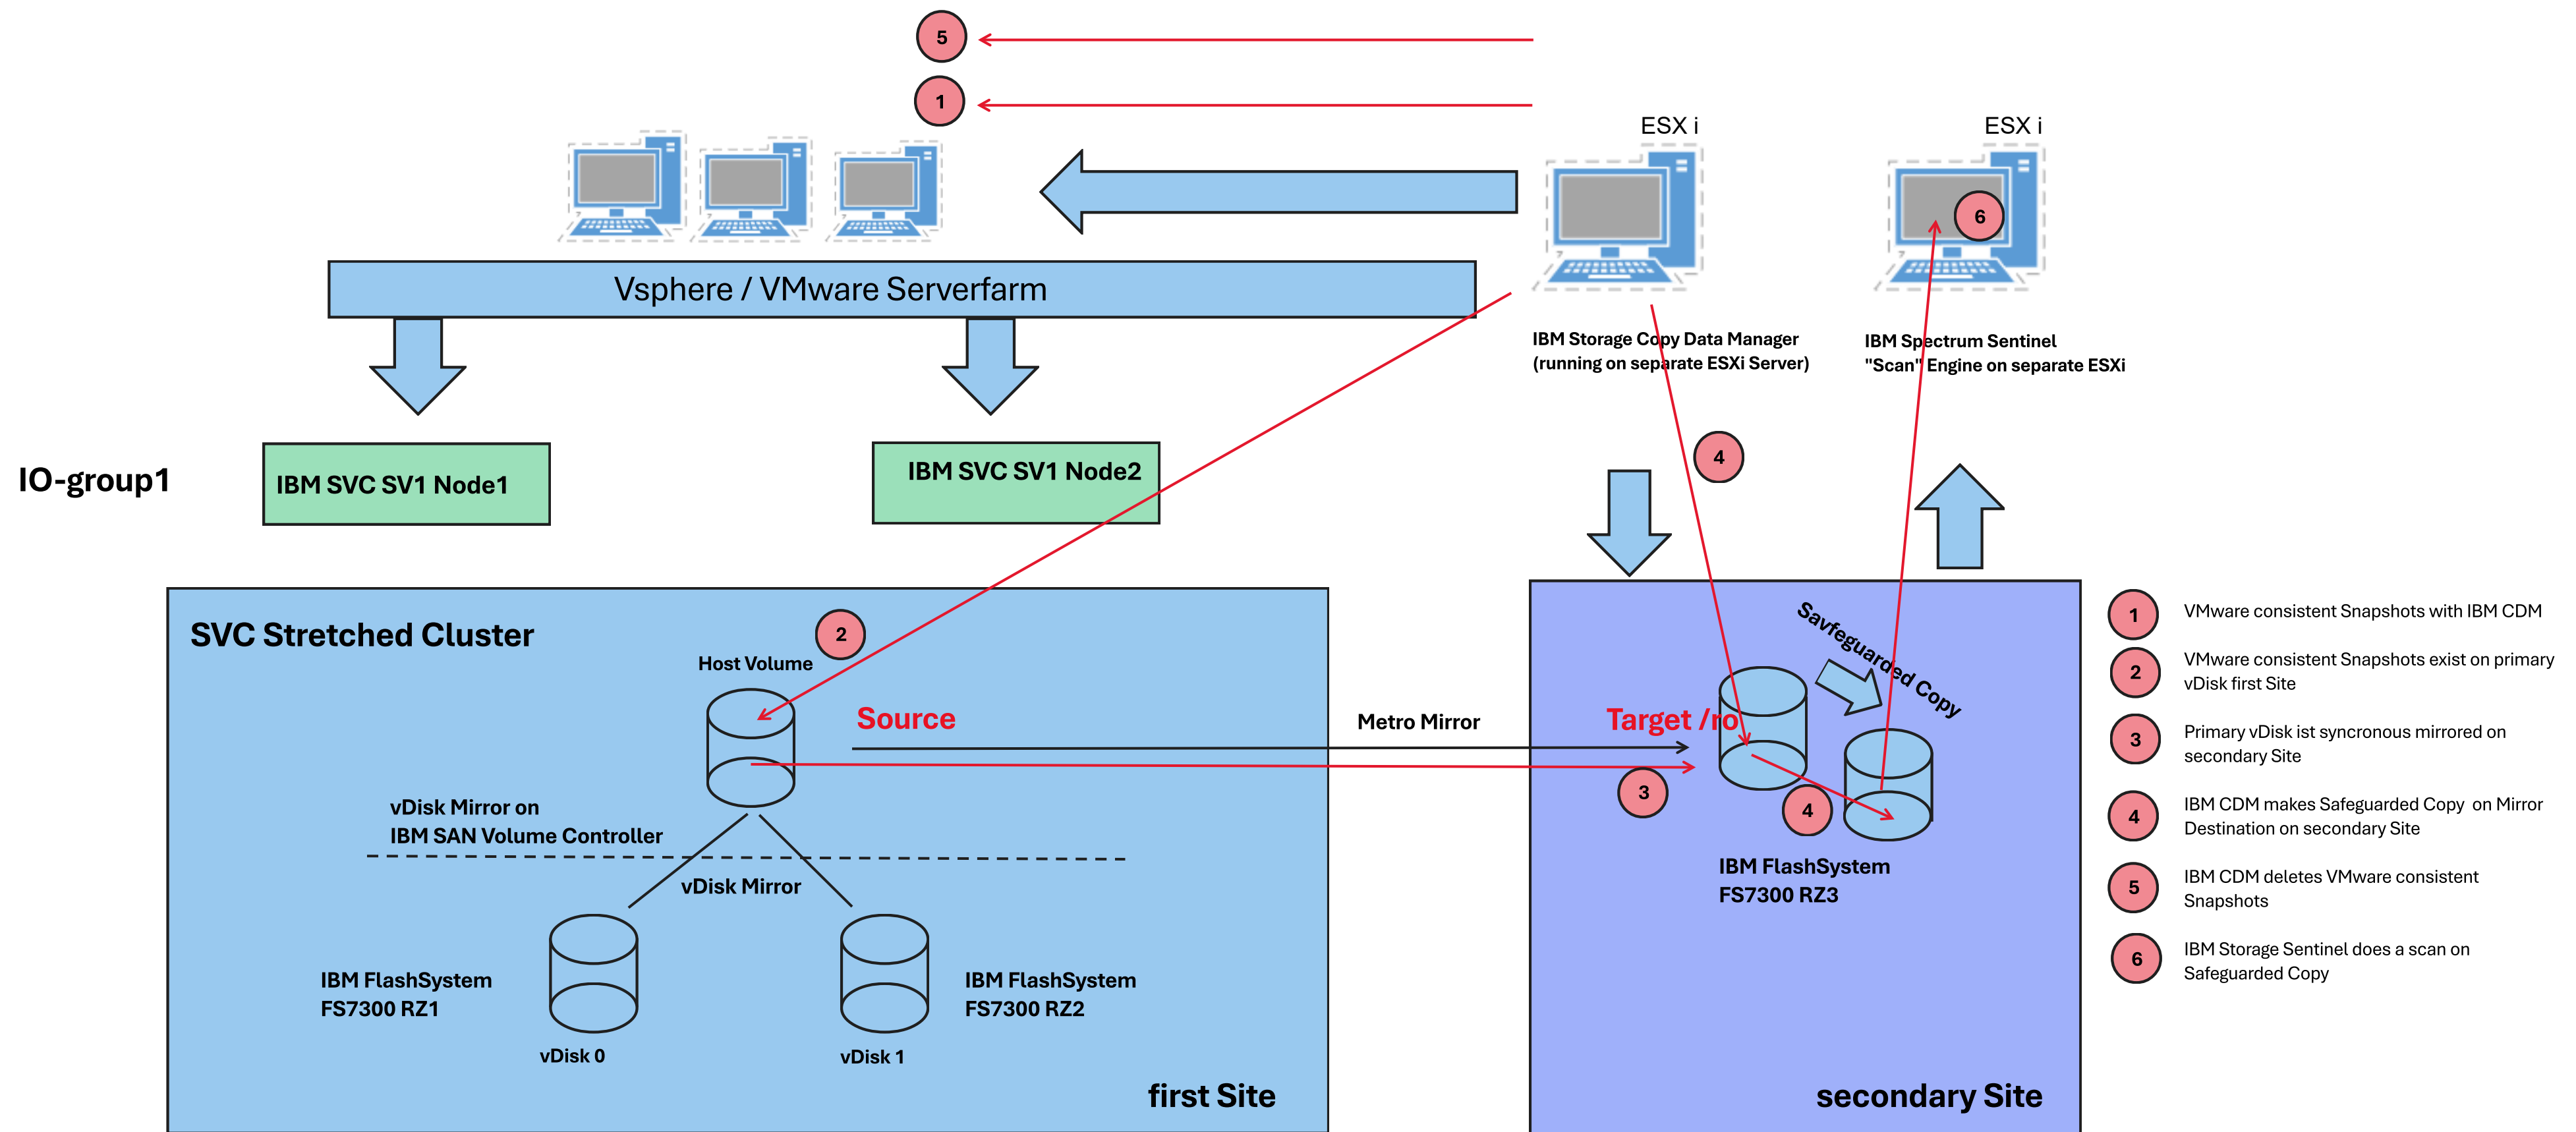 5
1
ESX i
ESX i
6
Vsphere / VMware Serverfarm
IBM Storage Copy Data Manager
(running on separate ESXi Server)
IBM Spectrum Sentinel
"Scan" Engine on separate ESXi
4
IO-group1
IBM SVC SV1 Node1
IBM SVC SV1 Node2
SVC Stretched Cluster
2
Host Volume
Source
Metro Mirror
Target /ro
Savfeguarded Copy
3
4
vDisk Mirror on
IBM SAN Volume Controller
vDisk Mirror
IBM FlashSystem
FS7300 RZ1
IBM FlashSystem
FS7300 RZ2
vDisk 0
vDisk 1
first Site
IBM FlashSystem
FS7300 RZ3
secondary Site
1
VMware consistent Snapshots with IBM CDM
2
VMware consistent Snapshots exist on primary
vDisk first Site
3
Primary vDisk ist syncronous mirrored on
secondary Site
4
IBM CDM makes Safeguarded Copy on Mirror
Destination on secondary Site
5
IBM CDM deletes VMware consistent
Snapshots
6
IBM Storage Sentinel does a scan on
Safeguarded Copy